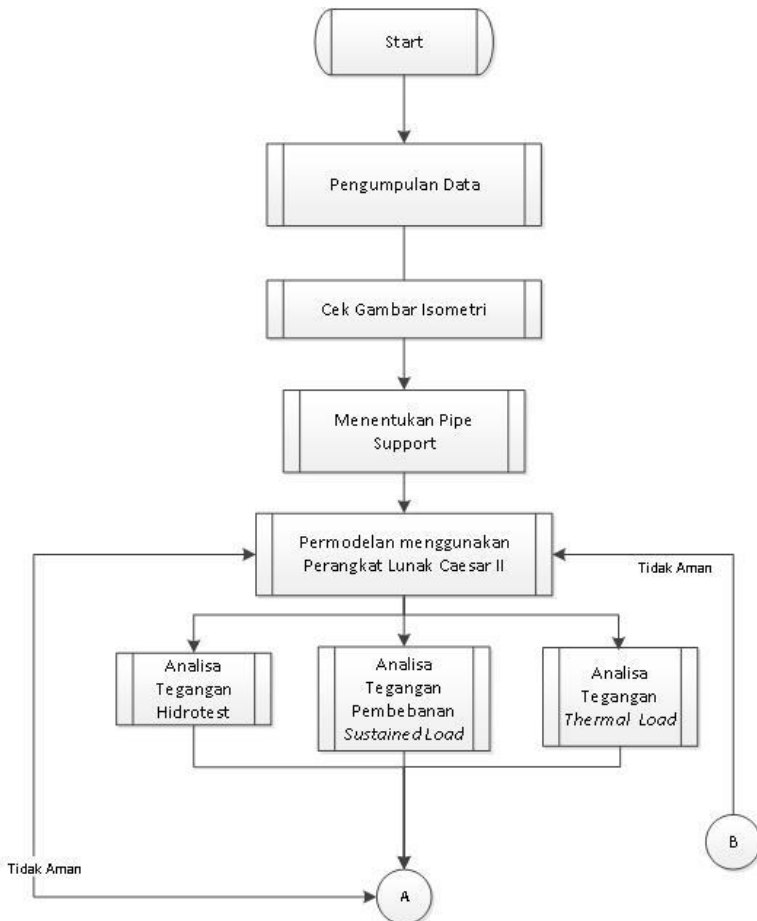 Start
Pengumpulan Data
Cek Gambar Isometri
Menentukan Pipe
Support
Permodelan menggunakan
Perangkat Lunak Caesar II
Tidak Aman
Analisa
Tegangan
Hidrotest
Analisa
Tegangan
Pembebanan
Sustained Load
Analisa
Tegangan
Thermal Load
B
Tidak Aman
A